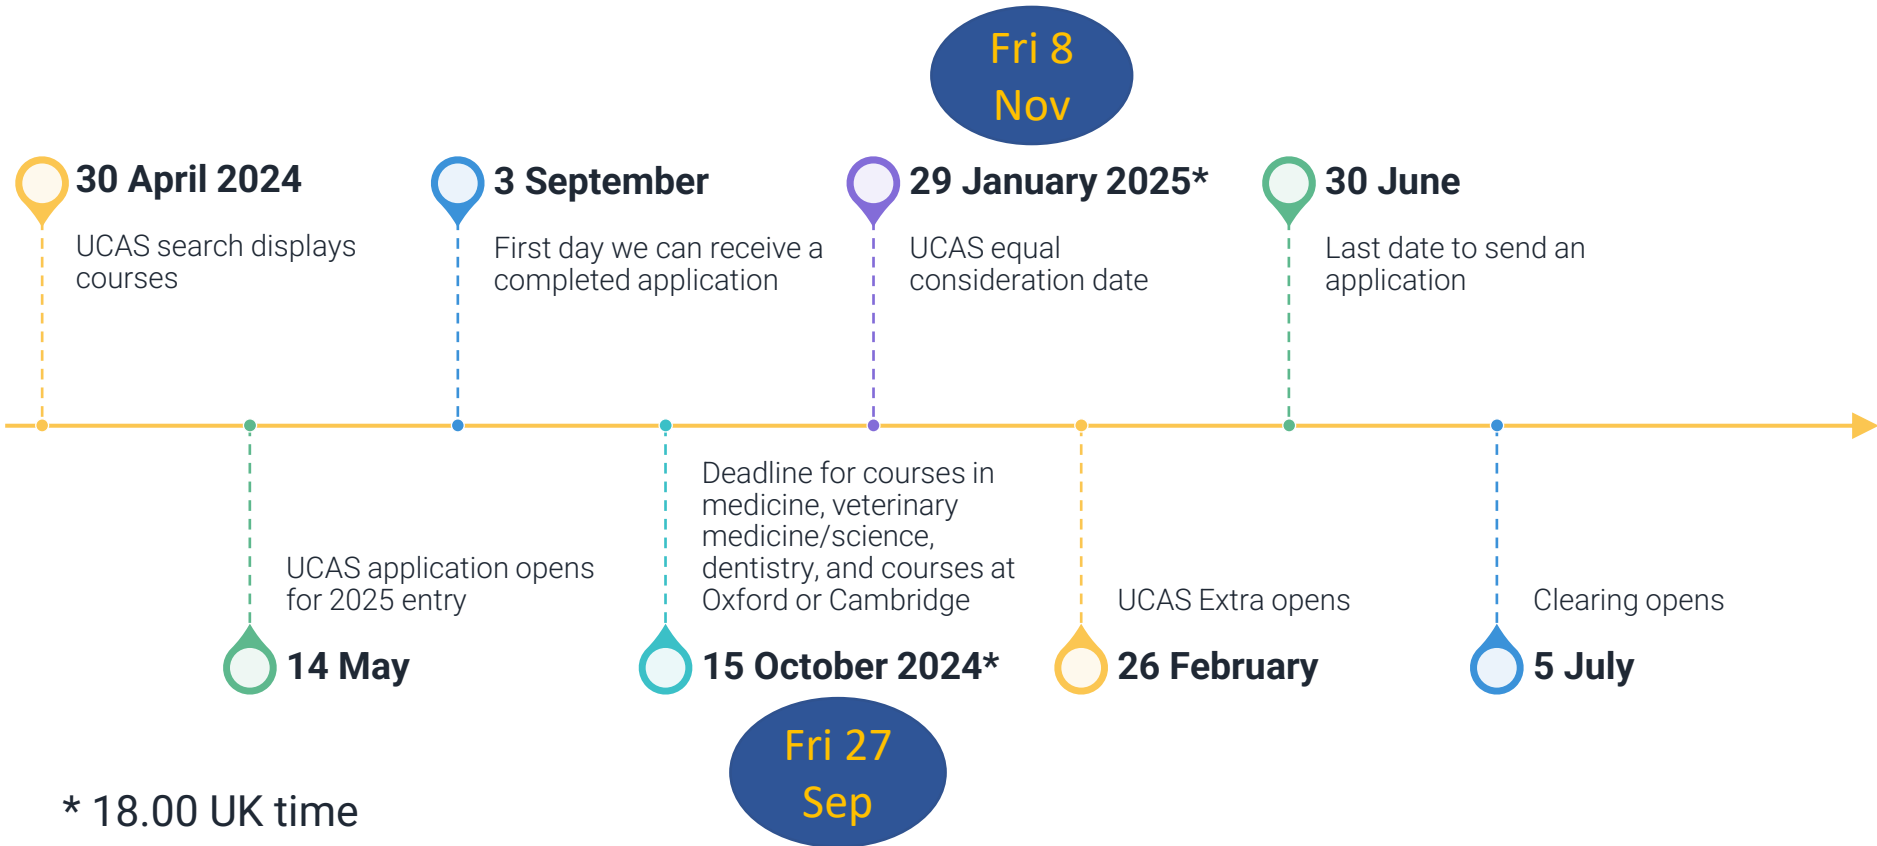 Fri 8
Nov
30 April 2024
UCAS search displays
courses
3 September
First day we can receive a
completed application
29 January 2025*
UCAS equal
consideration date
30 June
Last date to send an
application
UCAS application opens
for 2025 entry
14 May
Deadline for courses in
medicine, veterinary
medicine/science,
dentistry, and courses at
Oxford or Cambridge
15 October 2024*
UCAS Extra opens
26 February
Clearing opens
5 July
Fri 27
Sep
* 18.00 UK time